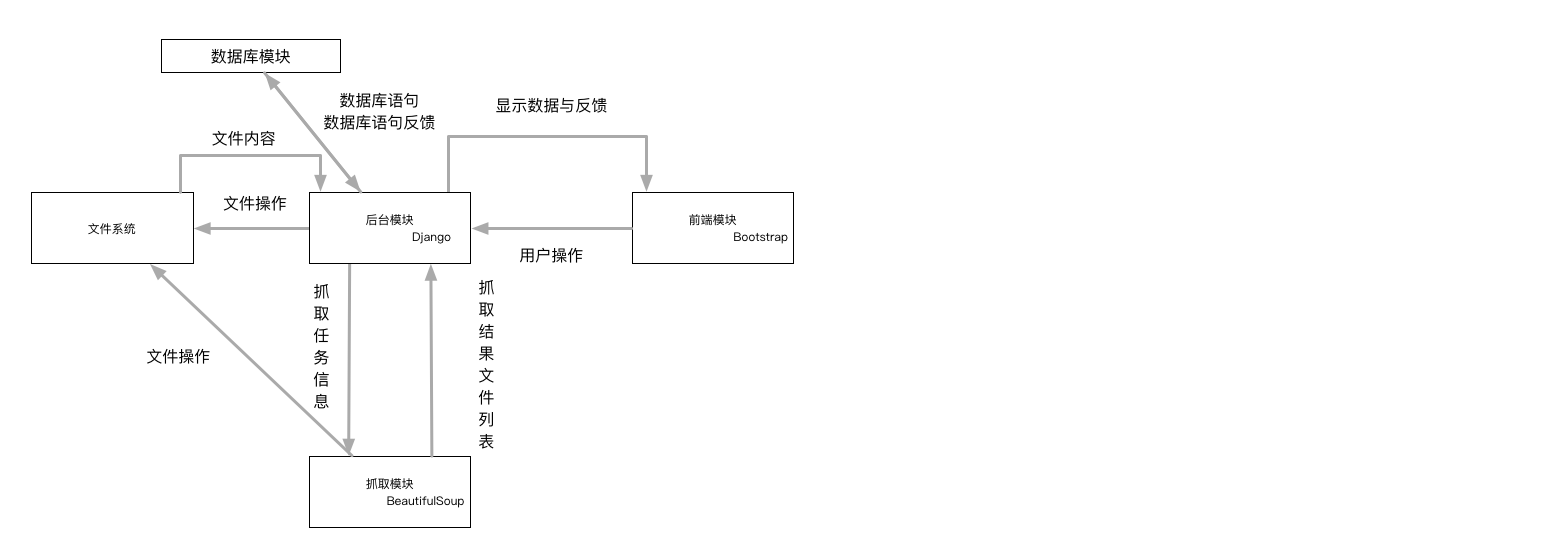 数据库模块
数据库语句
数据库语句反馈
显示数据与反馈
文件内容
文件操作
文件系统
后台模块
Django
前端模块
Bootstrap
用户操作
抓
取
任
务
信
息
抓
取
结
果
文
件
列
表
文件操作
抓取模块
BeautifulSoup